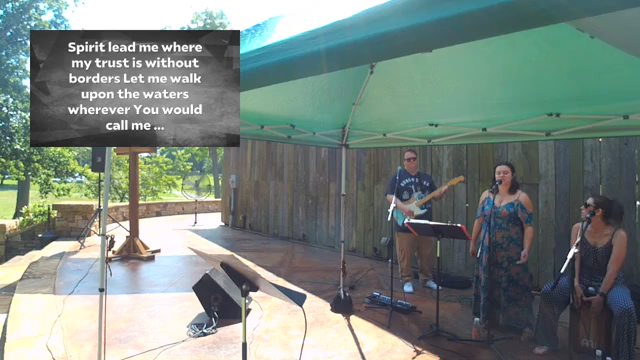 Spirit lead me where
my trust is without
borders Let me walk
upon the waters
wherever You would
call me ...